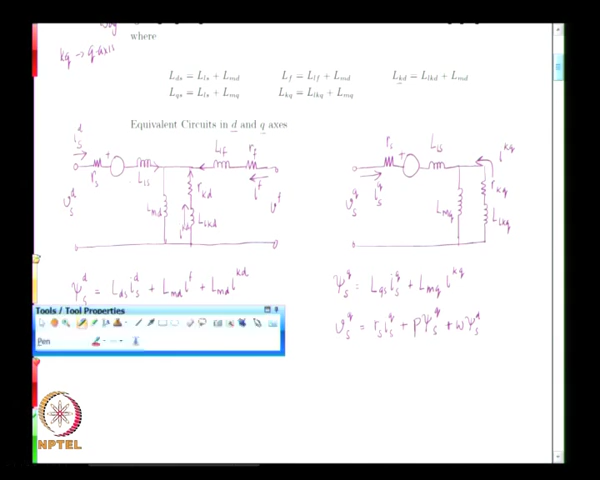 kq → q-axis
where
L_ds = L_ls + L_md    L_f = L_lf + L_md    L_kd = L_lkd + L_md
L_qs = L_ls + L_mq    L_kq = L_lkq + L_mq
Equivalent Circuits in d and q axes
i_s^d
r_s
+
L_ls
L_lf
r_f
v_s^d
L_md
r_kd
L_lkd
i^kd
i^f
v^f
r_s
+
L_ls
i^kq
v_s^q
i_s^q
L_mq
r_kq
L_lkq
ψ_s^d = L_ds i_s^d + L_md i^f + L_md i^kd
ψ_s^q = L_qs i_s^q + L_mq i^kq
v_s^q = r_s i_s^q + pψ_s^q + ωψ_s^d
Tools / Tool Properties
Pen
NPTEL